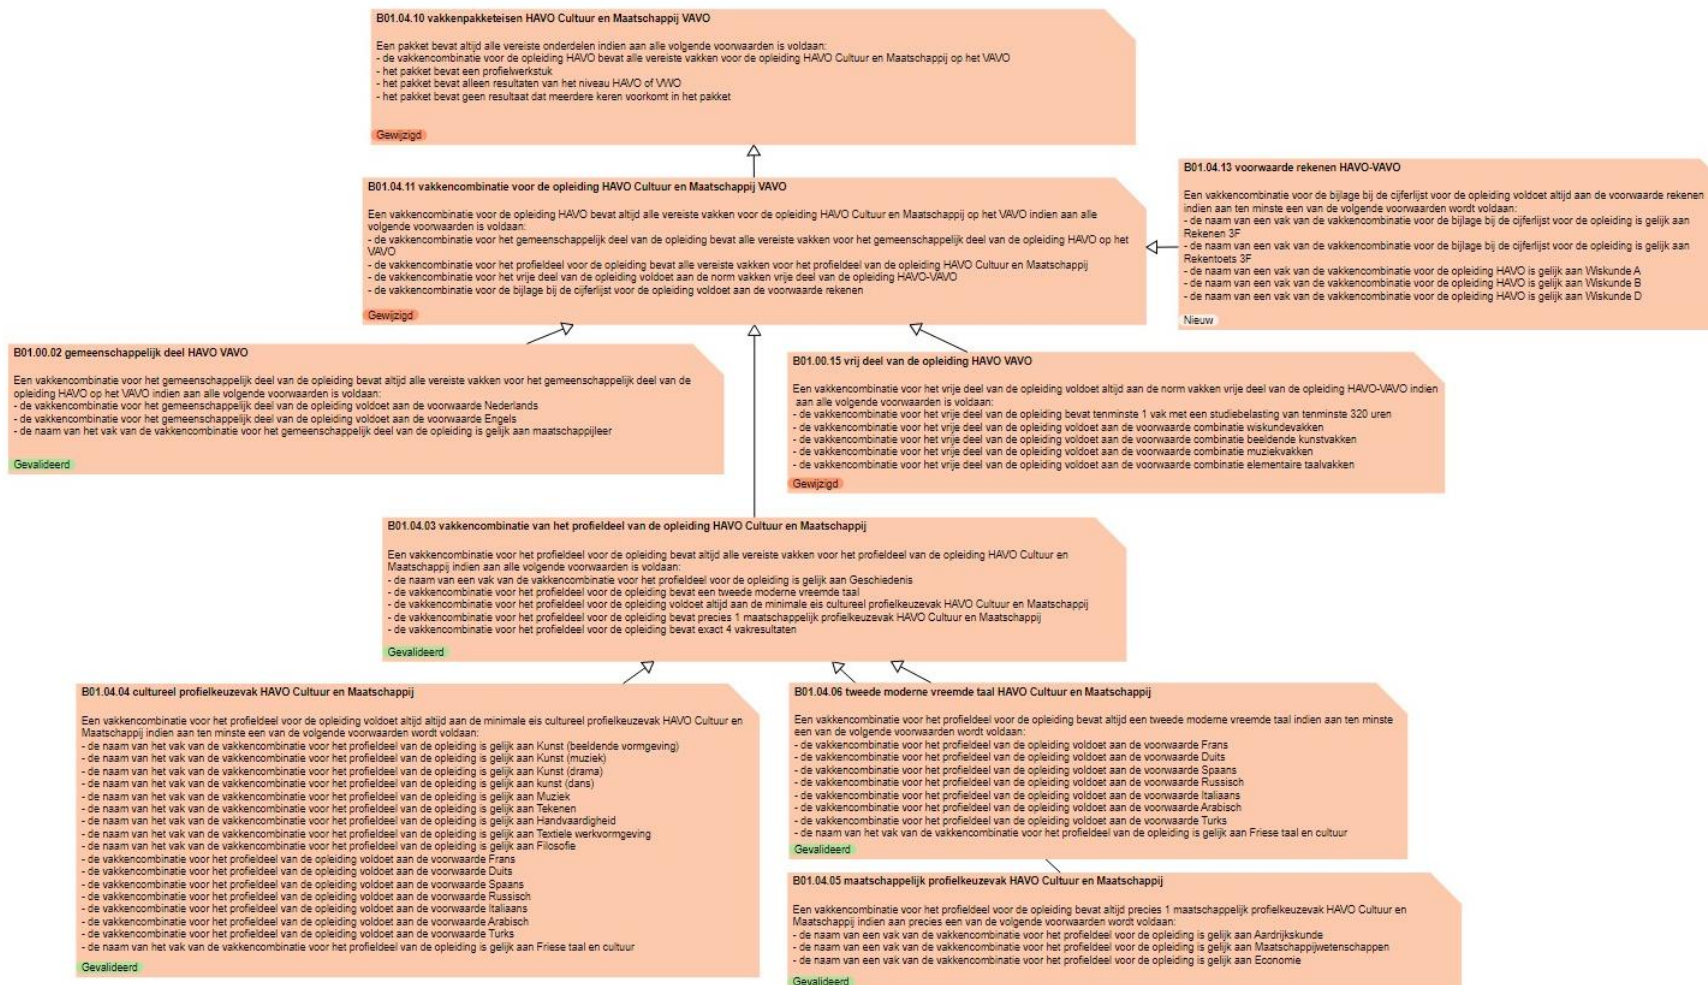 B01.04.10 vakkenpakketeisen HAVO Cultuur en Maatschappij VAVO
Een pakket bevat altijd alle vereiste onderdelen indien aan alle volgende voorwaarden is voldaan:
- de vakkencombinatie voor de opleiding HAVO bevat alle vereiste vakken voor de opleiding HAVO Cultuur en Maatschappij op het VAVO
- het pakket bevat een profielwerkstuk
- het pakket bevat alleen resultaten van het niveau HAVO of VWO
- het pakket bevat geen resultaat dat meerdere keren voorkomt in het pakket
Gewijzigd
B01.04.11 vakkencombinatie voor de opleiding HAVO Cultuur en Maatschappij VAVO
Een vakkencombinatie voor de opleiding HAVO bevat altijd alle vereiste vakken voor de opleiding HAVO Cultuur en Maatschappij op het VAVO indien aan alle
volgende voorwaarden is voldaan:
- de vakkencombinatie voor het gemeenschappelijk deel van de opleiding bevat alle vereiste vakken voor het gemeenschappelijk deel van de opleiding HAVO op het
VAVO
- de vakkencombinatie voor het profieldeel voor de opleiding bevat alle vereiste vakken voor het profieldeel van de opleiding HAVO Cultuur en Maatschappij
- de vakkencombinatie voor het vrije deel van de opleiding voldoet aan de norm vakken vrije deel van de opleiding HAVO-VAVO
- de vakkencombinatie voor de bijlage bij de cijferlijst voor de opleiding voldoet aan de voorwaarde rekenen
Gewijzigd
B01.04.13 voorwaarde rekenen HAVO-VAVO
Een vakkencombinatie voor de bijlage bij de cijferlijst voor de opleiding voldoet altijd aan de voorwaarde rekenen
indien aan ten minste een van de volgende voorwaarden wordt voldaan:
- de naam van een vak van de vakkencombinatie voor de bijlage bij de cijferlijst voor de opleiding is gelijk aan
Rekenen 3F
- de naam van een vak van de vakkencombinatie voor de bijlage bij de cijferlijst voor de opleiding is gelijk aan
Rekentoets 3F
- de naam van een vak van de vakkencombinatie voor de opleiding HAVO is gelijk aan Wiskunde A
- de naam van een vak van de vakkencombinatie voor de opleiding HAVO is gelijk aan Wiskunde B
- de naam van een vak van de vakkencombinatie voor de opleiding HAVO is gelijk aan Wiskunde D
Nieuw
B01.00.02 gemeenschappelijk deel HAVO VAVO
Een vakkencombinatie voor het gemeenschappelijk deel van de opleiding bevat altijd alle vereiste vakken voor het gemeenschappelijk deel van de
opleiding HAVO op het VAVO indien aan alle volgende voorwaarden is voldaan:
- de vakkencombinatie voor het gemeenschappelijk deel van de opleiding voldoet aan de voorwaarde Nederlands
- de vakkencombinatie voor het gemeenschappelijk deel van de opleiding voldoet aan de voorwaarde Engels
- de naam van het vak van de vakkencombinatie voor het gemeenschappelijk deel van de opleiding is gelijk aan maatschappijleer
Gevalideerd
B01.00.15 vrij deel van de opleiding HAVO VAVO
Een vakkencombinatie voor het vrije deel van de opleiding voldoet altijd aan de norm vakken vrije deel van de opleiding HAVO-VAVO indien
aan alle volgende voorwaarden is voldaan:
- de vakkencombinatie voor het vrije deel van de opleiding bevat tenminste 1 vak met een studiebelasting van tenminste 320 uren
- de vakkencombinatie voor het vrije deel van de opleiding voldoet aan de voorwaarde combinatie wiskundevakken
- de vakkencombinatie voor het vrije deel van de opleiding voldoet aan de voorwaarde combinatie beeldende kunstvakken
- de vakkencombinatie voor het vrije deel van de opleiding voldoet aan de voorwaarde combinatie muziekvakken
- de vakkencombinatie voor het vrije deel van de opleiding voldoet aan de voorwaarde combinatie elementaire taalvakken
Gewijzigd
B01.04.03 vakkencombinatie van het profieldeel van de opleiding HAVO Cultuur en Maatschappij
Een vakkencombinatie voor het profieldeel voor de opleiding bevat altijd alle vereiste vakken voor het profieldeel van de opleiding HAVO Cultuur en
Maatschappij indien aan alle volgende voorwaarden is voldaan:
- de naam van een vak van de vakkencombinatie voor het profieldeel voor de opleiding is gelijk aan Geschiedenis
- de vakkencombinatie voor het profieldeel voor de opleiding bevat een tweede moderne vreemde taal
- de vakkencombinatie voor het profieldeel voor de opleiding voldoet altijd aan de minimale eis cultureel profielkeuzevak HAVO Cultuur en Maatschappij
- de vakkencombinatie voor het profieldeel voor de opleiding bevat precies 1 maatschappelijk profielkeuzevak HAVO Cultuur en Maatschappij
- de vakkencombinatie voor het profieldeel voor de opleiding bevat exact 4 vakresultaten
Gevalideerd
B01.04.04 cultureel profielkeuzevak HAVO Cultuur en Maatschappij
Een vakkencombinatie voor het profieldeel voor de opleiding voldoet altijd altijd aan de minimale eis cultureel profielkeuzevak HAVO Cultuur en
Maatschappij indien aan ten minste een van de volgende voorwaarden wordt voldaan:
- de naam van het vak van de vakkencombinatie voor het profieldeel van de opleiding is gelijk aan Kunst (beeldende vormgeving)
- de naam van het vak van de vakkencombinatie voor het profieldeel van de opleiding is gelijk aan Kunst (muziek)
- de naam van het vak van de vakkencombinatie voor het profieldeel van de opleiding is gelijk aan Kunst (drama)
- de naam van het vak van de vakkencombinatie voor het profieldeel van de opleiding is gelijk aan kunst (dans)
- de naam van het vak van de vakkencombinatie voor het profieldeel van de opleiding is gelijk aan Muziek
- de naam van het vak van de vakkencombinatie voor het profieldeel van de opleiding is gelijk aan Tekenen
- de naam van het vak van de vakkencombinatie voor het profieldeel van de opleiding is gelijk aan Handvaardigheid
- de naam van het vak van de vakkencombinatie voor het profieldeel van de opleiding is gelijk aan Textiele werkvormgeving
- de naam van het vak van de vakkencombinatie voor het profieldeel van de opleiding is gelijk aan Filosofie
- de vakkencombinatie voor het profieldeel van de opleiding voldoet aan de voorwaarde Frans
- de vakkencombinatie voor het profieldeel van de opleiding voldoet aan de voorwaarde Duits
- de vakkencombinatie voor het profieldeel van de opleiding voldoet aan de voorwaarde Spaans
- de vakkencombinatie voor het profieldeel van de opleiding voldoet aan de voorwaarde Russisch
- de vakkencombinatie voor het profieldeel van de opleiding voldoet aan de voorwaarde Italiaans
- de vakkencombinatie voor het profieldeel van de opleiding voldoet aan de voorwaarde Arabisch
- de vakkencombinatie voor het profieldeel van de opleiding voldoet aan de voorwaarde Turks
- de naam van het vak van de vakkencombinatie voor het profieldeel van de opleiding is gelijk aan Friese taal en cultuur
Gevalideerd
B01.04.06 tweede moderne vreemde taal HAVO Cultuur en Maatschappij
Een vakkencombinatie voor het profieldeel voor de opleiding bevat altijd een tweede moderne vreemde taal indien aan ten minste
een van de volgende voorwaarden wordt voldaan:
- de vakkencombinatie voor het profieldeel van de opleiding voldoet aan de voorwaarde Frans
- de vakkencombinatie voor het profieldeel van de opleiding voldoet aan de voorwaarde Duits
- de vakkencombinatie voor het profieldeel van de opleiding voldoet aan de voorwaarde Spaans
- de vakkencombinatie voor het profieldeel van de opleiding voldoet aan de voorwaarde Russisch
- de vakkencombinatie voor het profieldeel van de opleiding voldoet aan de voorwaarde Italiaans
- de vakkencombinatie voor het profieldeel van de opleiding voldoet aan de voorwaarde Arabisch
- de vakkencombinatie voor het profieldeel van de opleiding voldoet aan de voorwaarde Turks
- de naam van het vak van de vakkencombinatie voor het profieldeel van de opleiding is gelijk aan Friese taal en cultuur
Gevalideerd
B01.04.05 maatschappelijk profielkeuzevak HAVO Cultuur en Maatschappij
Een vakkencombinatie voor het profieldeel voor de opleiding bevat altijd precies 1 maatschappelijk profielkeuzevak HAVO Cultuur en
Maatschappij indien aan precies een van de volgende voorwaarden wordt voldaan:
- de naam van een vak van de vakkencombinatie voor het profieldeel voor de opleiding is gelijk aan Aardrijkskunde
- de naam van een vak van de vakkencombinatie voor het profieldeel voor de opleiding is gelijk aan Maatschappijwetenschappen
- de naam van een vak van de vakkencombinatie voor het profieldeel voor de opleiding is gelijk aan Economie
Gevalideerd